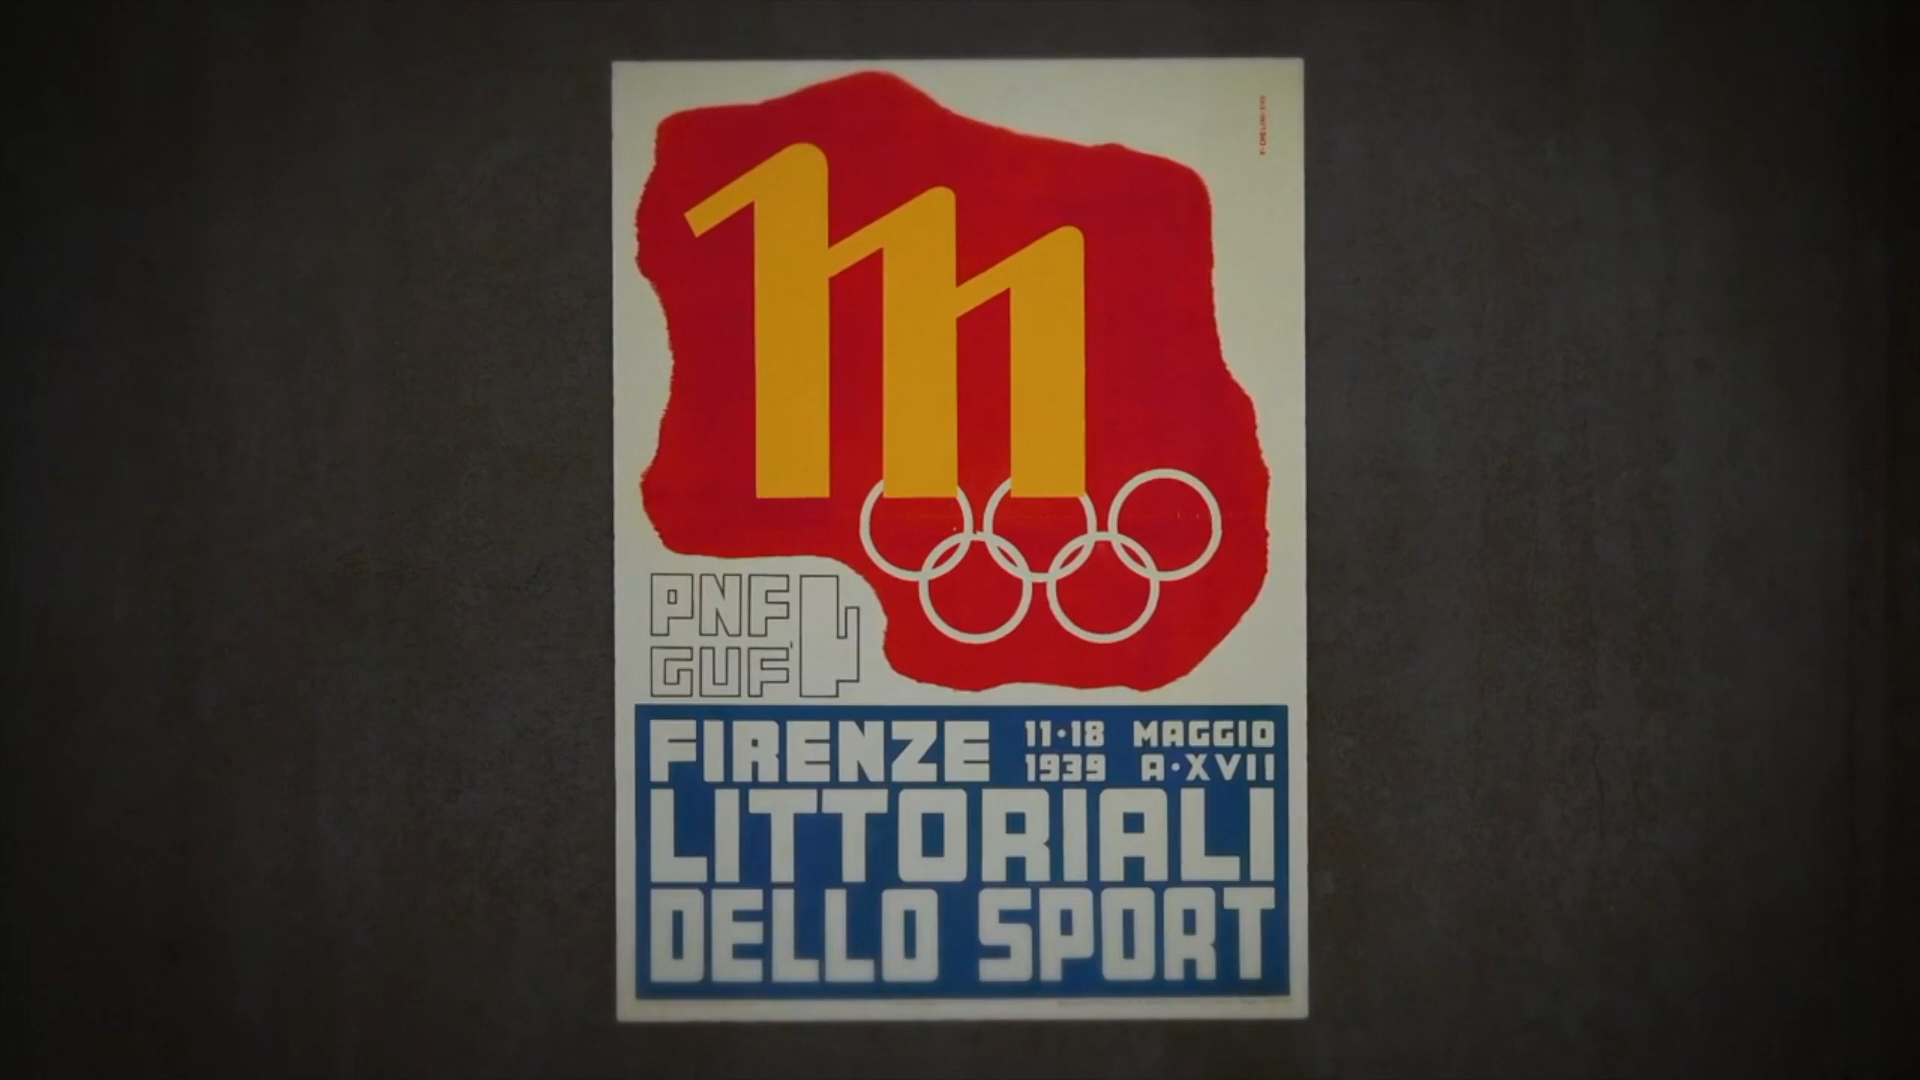 m
PNF
GUF
FIRENZE 11·18 MAGGIO
1939 A·XVII
LITTORIALI
DELLO SPORT